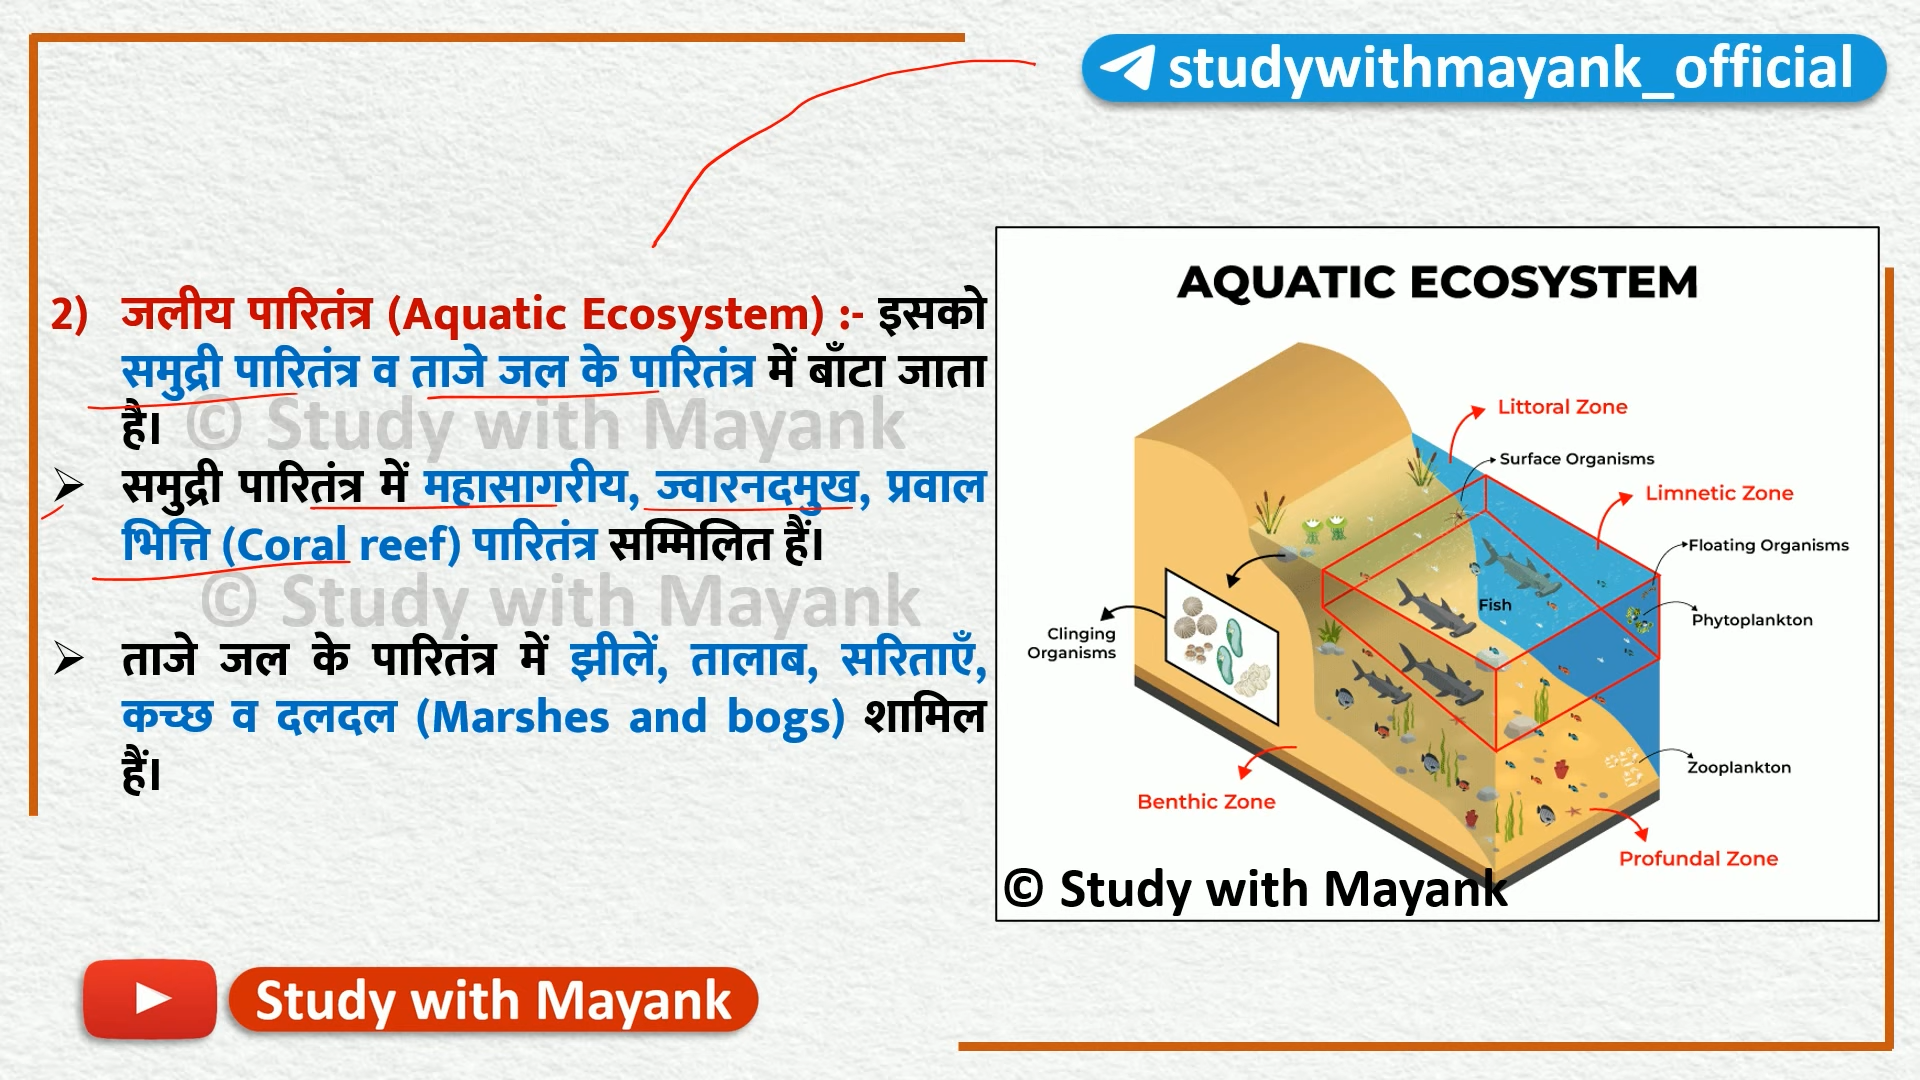 studywithmayank_official
2) जलीय पारितंत्र (Aquatic Ecosystem) :- इसको
समुद्री पारितंत्र व ताजे जल के पारितंत्र में बाँटा जाता
है।
© Study with Mayank
➢ समुद्री पारितंत्र में महासागरीय, ज्वारनदमुख, प्रवाल
भित्ति (Coral reef) पारितंत्र सम्मिलित हैं।
© Study with Mayank
➢ ताजे जल के पारितंत्र में झीलें, तालाब, सरिताएँ,
कच्छ व दलदल (Marshes and bogs) शामिल
हैं।
AQUATIC ECOSYSTEM
Littoral Zone
Surface Organisms
Limnetic Zone
Floating Organisms
Fish
Phytoplankton
Clinging
Organisms
Zooplankton
Benthic Zone
Profundal Zone
© Study with Mayank
Study with Mayank